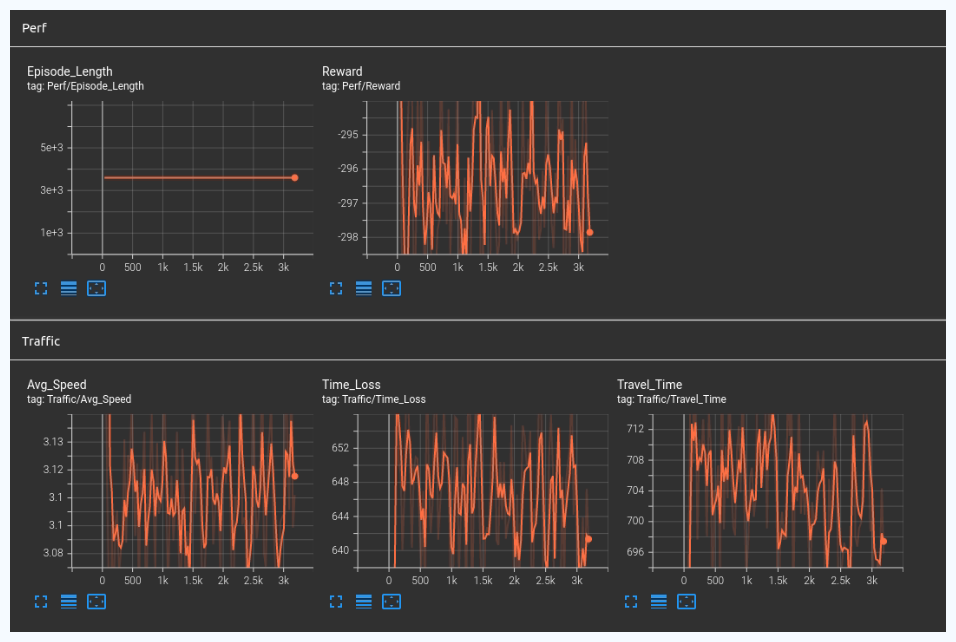 Perf
Episode_Length
tag: Perf/Episode_Length
5e+3
3e+3
1e+3
0 500 1k 1.5k 2k 2.5k 3k
Reward
tag: Perf/Reward
-295
-296
-297
-298
0 500 1k 1.5k 2k 2.5k 3k
Traffic
Avg_Speed
tag: Traffic/Avg_Speed
3.13
3.12
3.1
3.1
3.08
0 500 1k 1.5k 2k 2.5k 3k
Time_Loss
tag: Traffic/Time_Loss
652
648
644
640
0 500 1k 1.5k 2k 2.5k 3k
Travel_Time
tag: Traffic/Travel_Time
712
708
704
700
696
0 500 1k 1.5k 2k 2.5k 3k